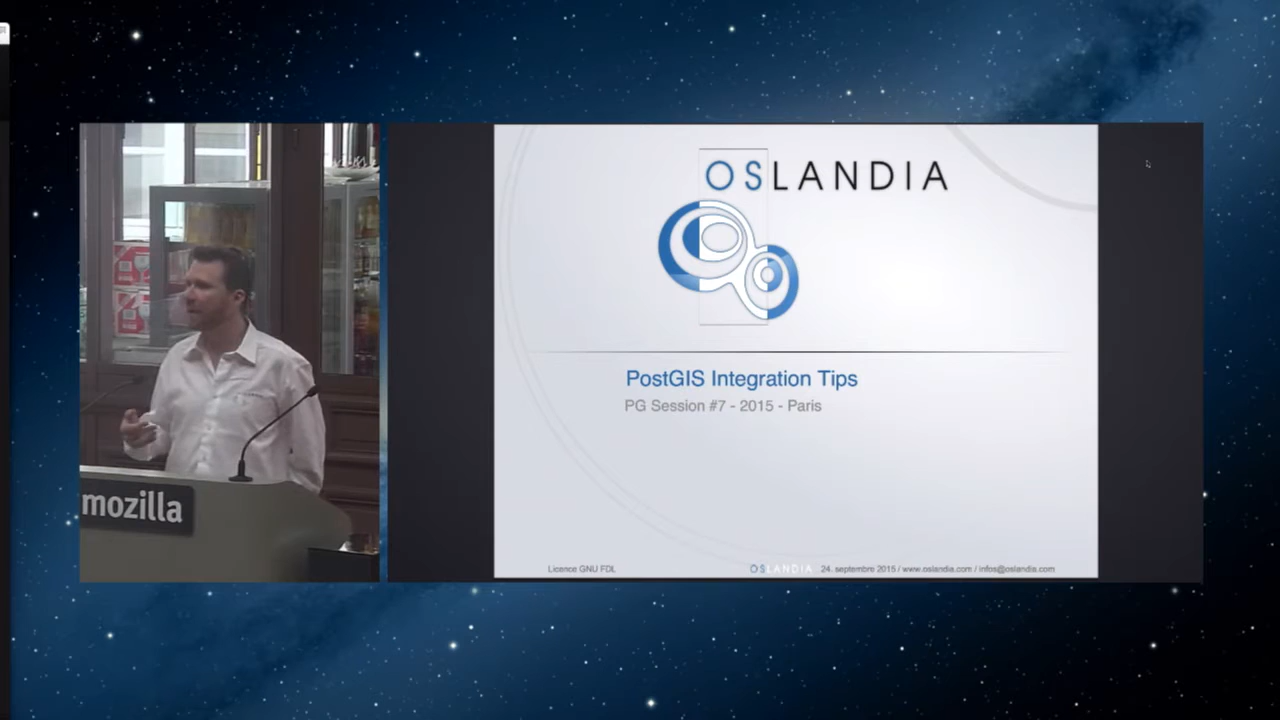 mozilla
OSLANDIA
PostGIS Integration Tips
PG Session #7 - 2015 - Paris
Licence GNU FDL
OSLANDIA 24. septembre 2015 / www.oslandia.com / infos@oslandia.com